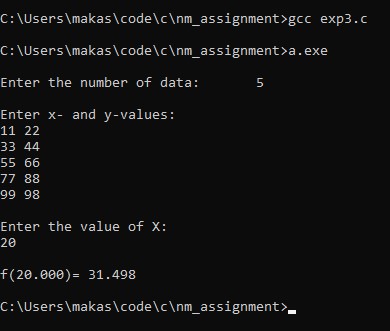 C:\Users\makas\code\c\nm_assignment>gcc exp3.c
C:\Users\makas\code\c\nm_assignment>a.exe
Enter the number of data:       5
Enter x- and y-values:
11 22
33 44
55 66
77 88
99 98
Enter the value of X:
20
f(20.000)= 31.498
C:\Users\makas\code\c\nm_assignment>